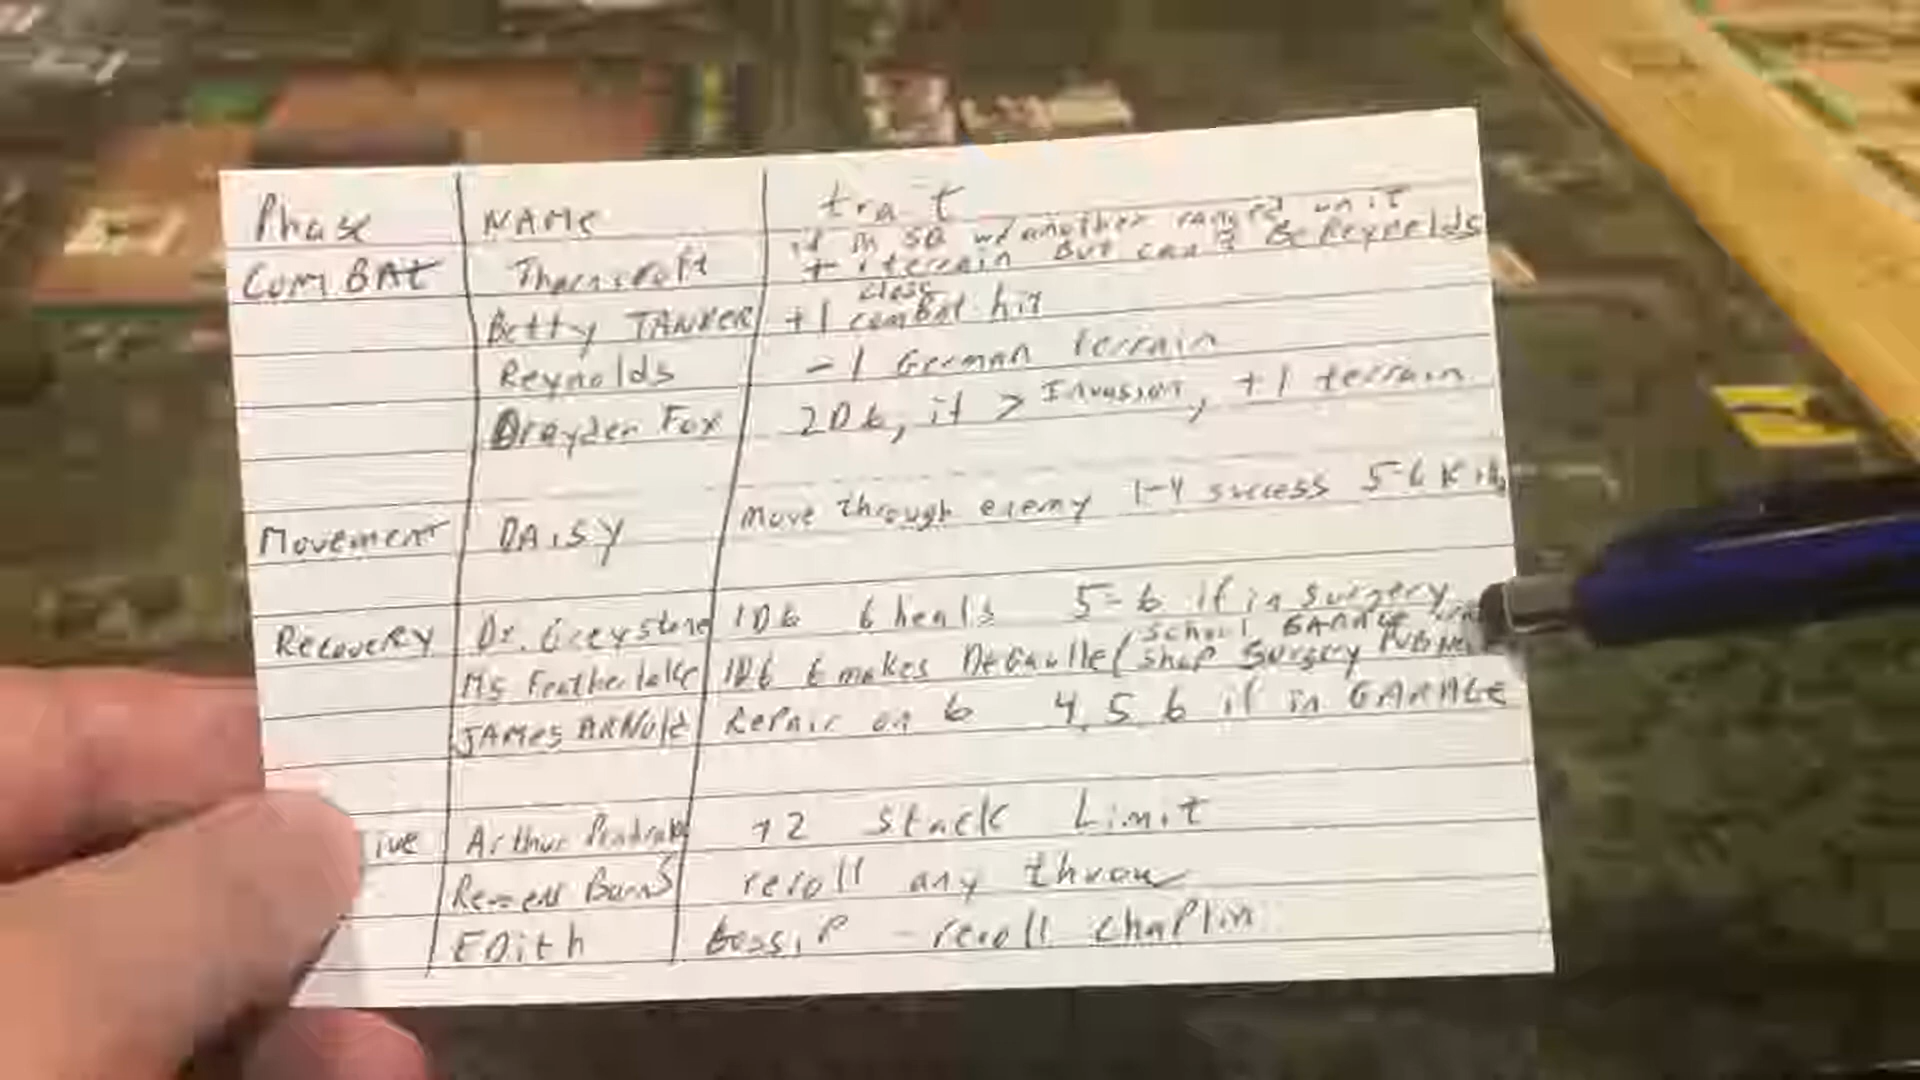 Phase NAME trait
if in SQ w/another ranged unit
COMBAT Thorncroft + 1 terrain But can't Be Reynolds
class
Betty TANKER +1 combat hit
Reynolds -1 German terrain
Drayden Fox 2D6, if > Invasion, +1 terrain
Movement DAISY Move through enemy 1-4 success 5-6
Recovery Dr. Greystone 1D6 6 heals 5-6 if in surgery
school GARAGE
Ms Featherlake 1D6 6 makes DeGaulle (shop surgery PUB
JAMES ARNold Repair on 6 4 5 6 if in GARAGE
Arthur +2 Stack Limit
reroll any throw
EDith Gossip - reroll chaplin